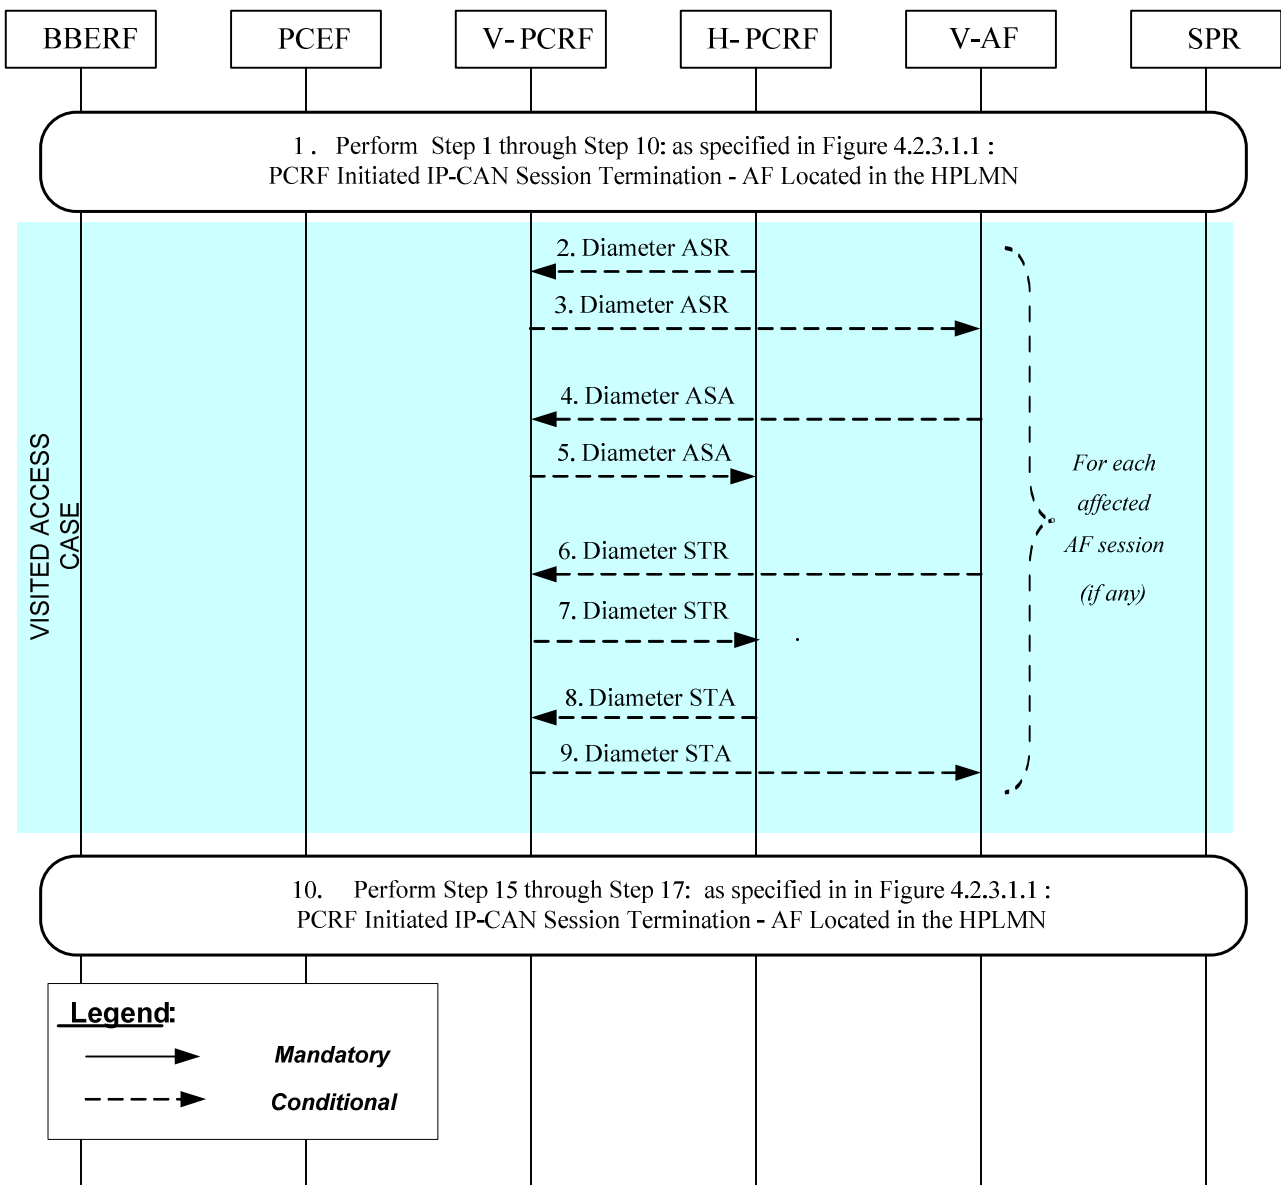 BBERF
PCEF
V-PCRF
H-PCRF
V-AF
SPR
1. Perform Step 1 through Step 10: as specified in Figure 4.2.3.1.1 :
PCRF Initiated IP-CAN Session Termination - AF Located in the HPLMN
2. Diameter ASR
3. Diameter ASR
4. Diameter ASA
5. Diameter ASA
6. Diameter STR
7. Diameter STR
8. Diameter STA
9. Diameter STA
VISITED ACCESS
CASE
For each
affected
AF session
(if any)
10. Perform Step 15 through Step 17: as specified in in Figure 4.2.3.1.1 :
PCRF Initiated IP-CAN Session Termination - AF Located in the HPLMN
Legend:
Mandatory
Conditional